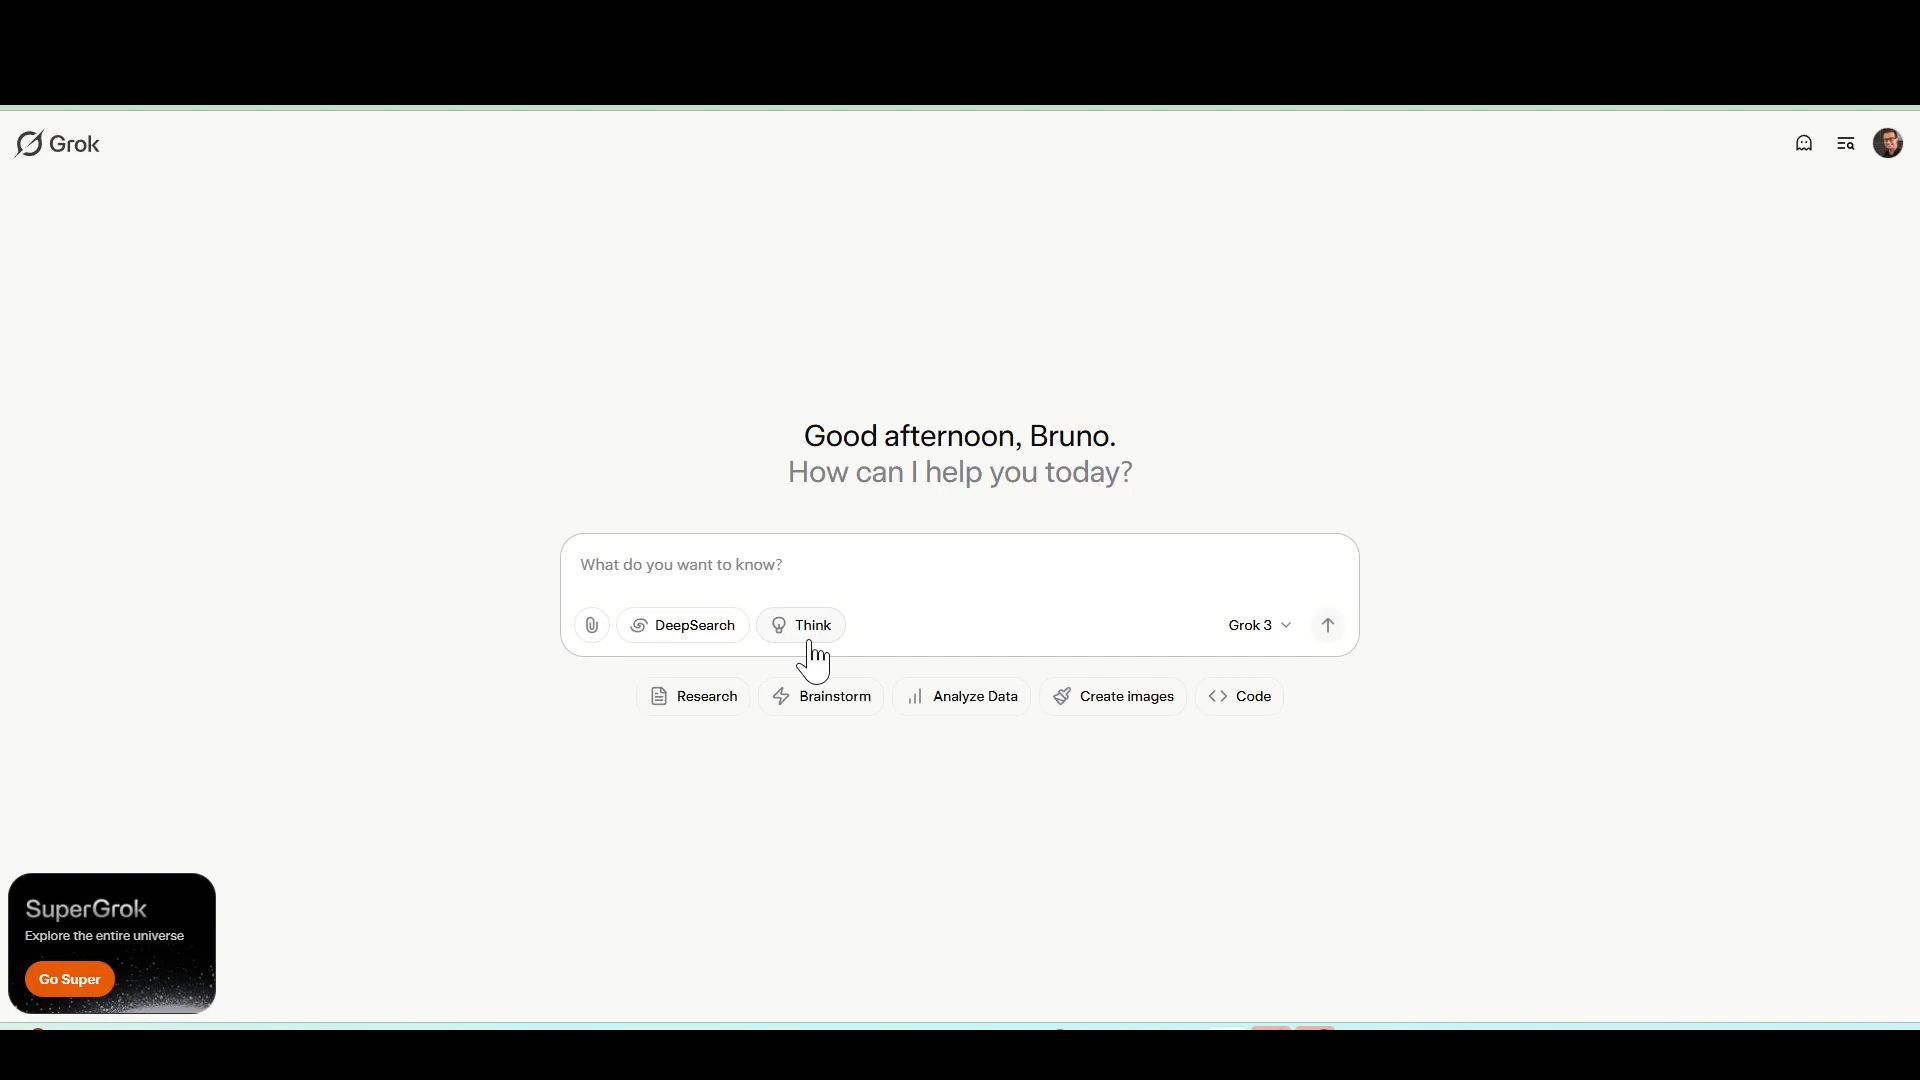 Grok
Good afternoon, Bruno.
How can I help you today?
What do you want to know?
DeepSearch
Think
Grok 3
Research
Brainstorm
Analyze Data
Create images
Code
SuperGrok
Explore the entire universe
Go Super